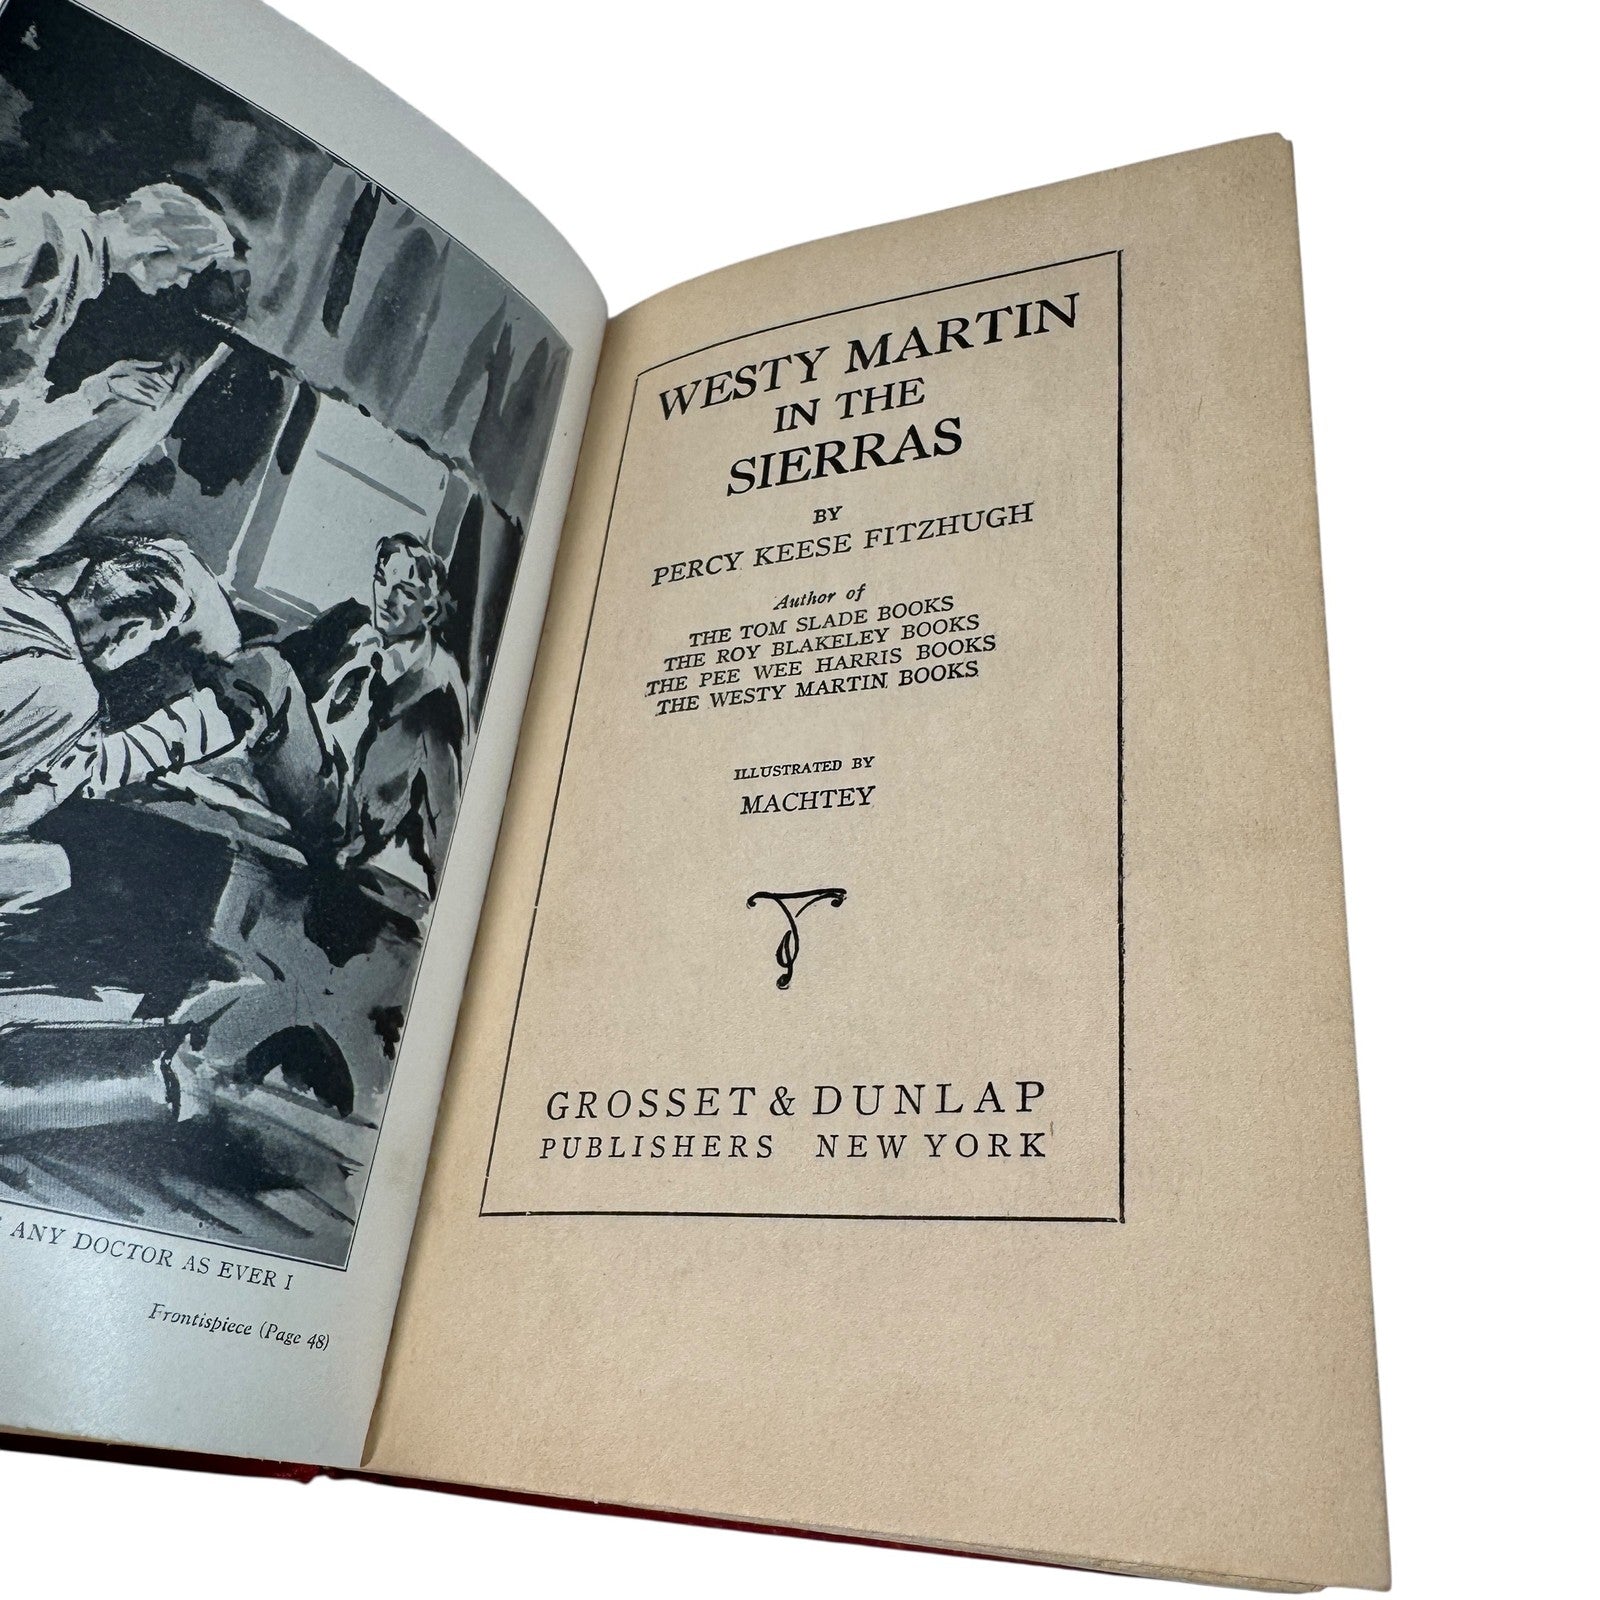 ANY DOCTOR AS EVER I
Frontispiece (Page 48)
WESTY MARTIN
IN THE
SIERRAS
BY
PERCY KEESE FITZHUGH
Author of
THE TOM SLADE BOOKS
THE ROY BLAKELEY BOOKS
THE PEE WEE HARRIS BOOKS
THE WESTY MARTIN BOOKS
ILLUSTRATED BY
MACHTEY
GROSSET & DUNLAP
PUBLISHERS NEW YORK